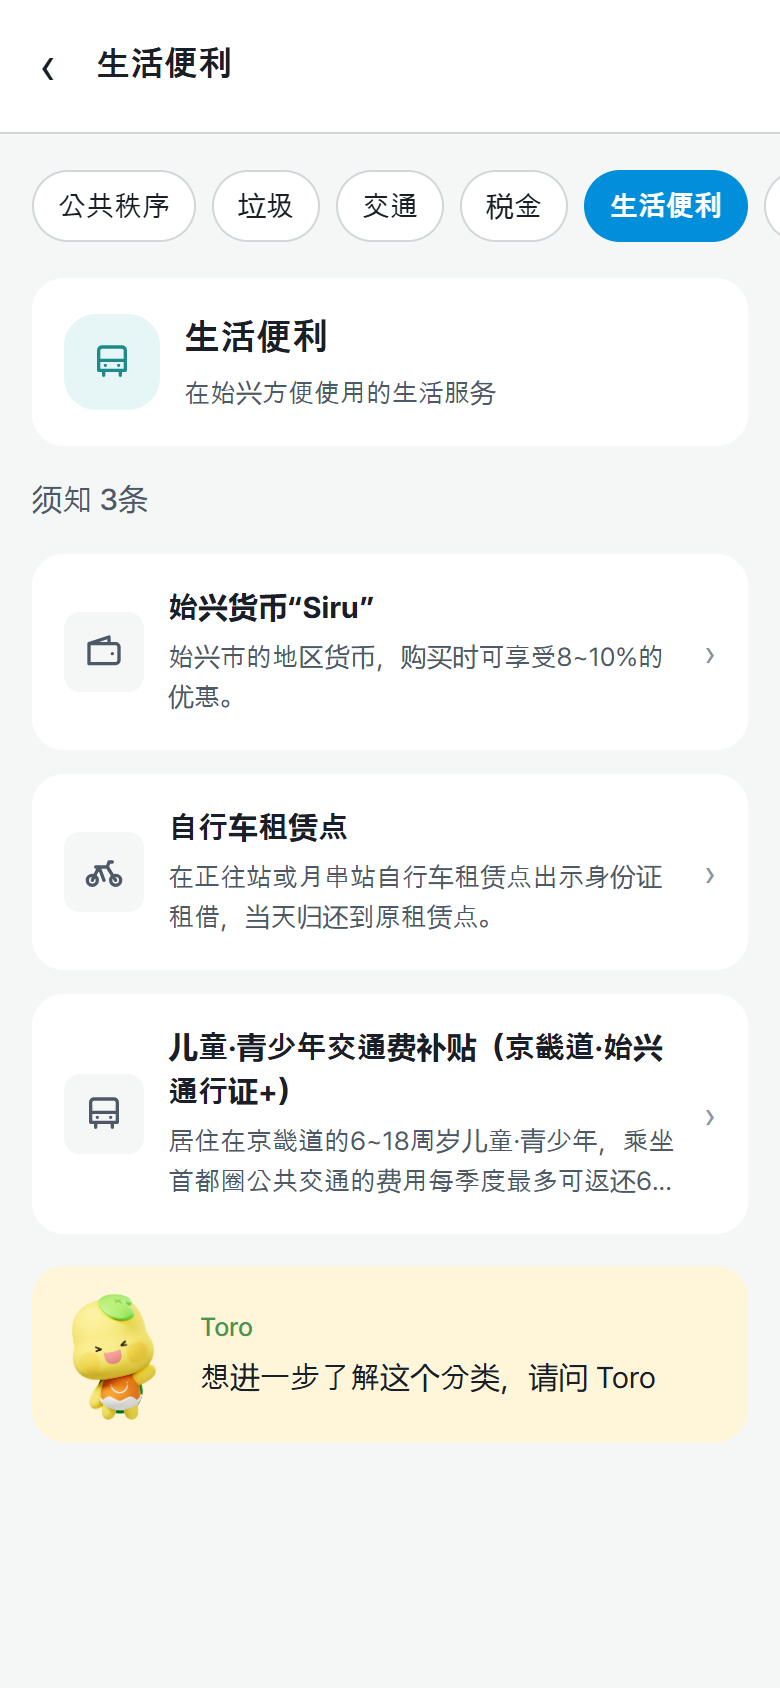 生活便利
公共秩序
垃圾
交通
税金
生活便利
生活便利
在始兴方便使用的生活服务
须知 3条
始兴货币“Siru”
始兴市的地区货币，购买时可享受8~10%的
优惠。
自行车租赁点
在正往站或月串站自行车租赁点出示身份证
租借，当天归还到原租赁点。
儿童·青少年交通费补贴（京畿道·始兴
通行证+）
居住在京畿道的6~18周岁儿童·青少年，乘坐
首都圈公共交通的费用每季度最多可返还6...
Toro
想进一步了解这个分类，请问 Toro